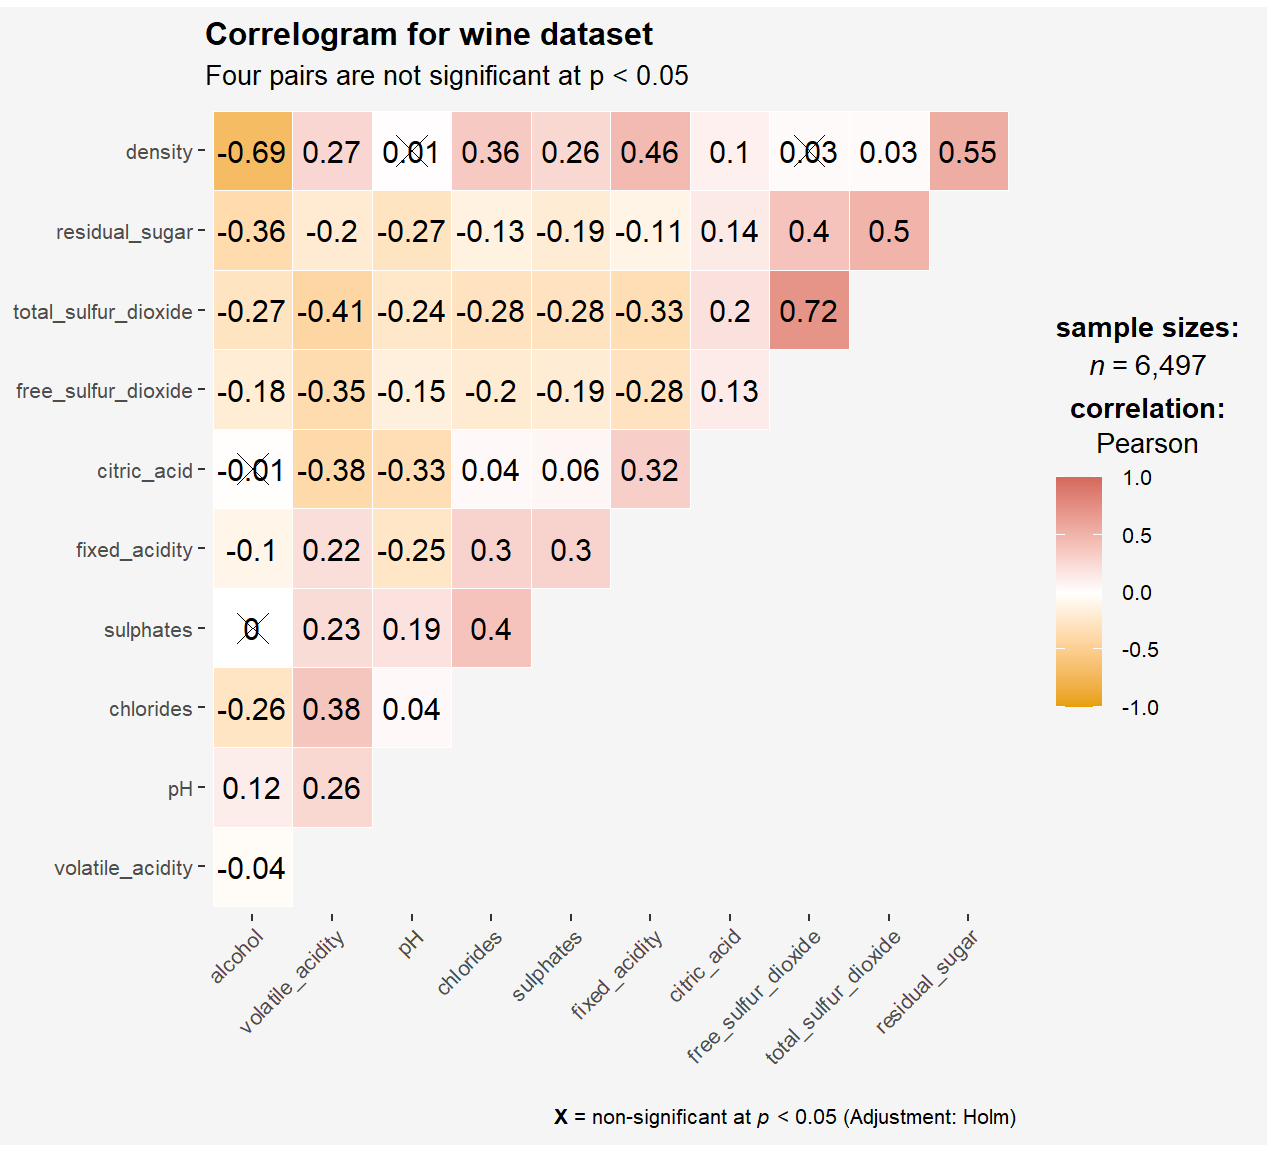 Correlogram for wine dataset
Four pairs are not significant at p < 0.05
density -0.69 0.27 0.01 0.36 0.26 0.46 0.1 0.03 0.03 0.55
residual_sugar -0.36 -0.2 -0.27 -0.13 -0.19 -0.11 0.14 0.4 0.5
total_sulfur_dioxide -0.27 -0.41 -0.24 -0.28 -0.28 -0.33 0.2 0.72
free_sulfur_dioxide -0.18 -0.35 -0.15 -0.2 -0.19 -0.28 0.13
citric_acid -0.01 -0.38 -0.33 0.04 0.06 0.32
fixed_acidity -0.1 0.22 -0.25 0.3 0.3
sulphates 0 0.23 0.19 0.4
chlorides -0.26 0.38 0.04
pH 0.12 0.26
volatile_acidity -0.04
alcohol
volatile_acidity
pH
chlorides
sulphates
fixed_acidity
citric_acid
free_sulfur_dioxide
total_sulfur_dioxide
residual_sugar
sample sizes:
n = 6,497
correlation:
Pearson
1.0
0.5
0.0
-0.5
-1.0
X = non-significant at p < 0.05 (Adjustment: Holm)